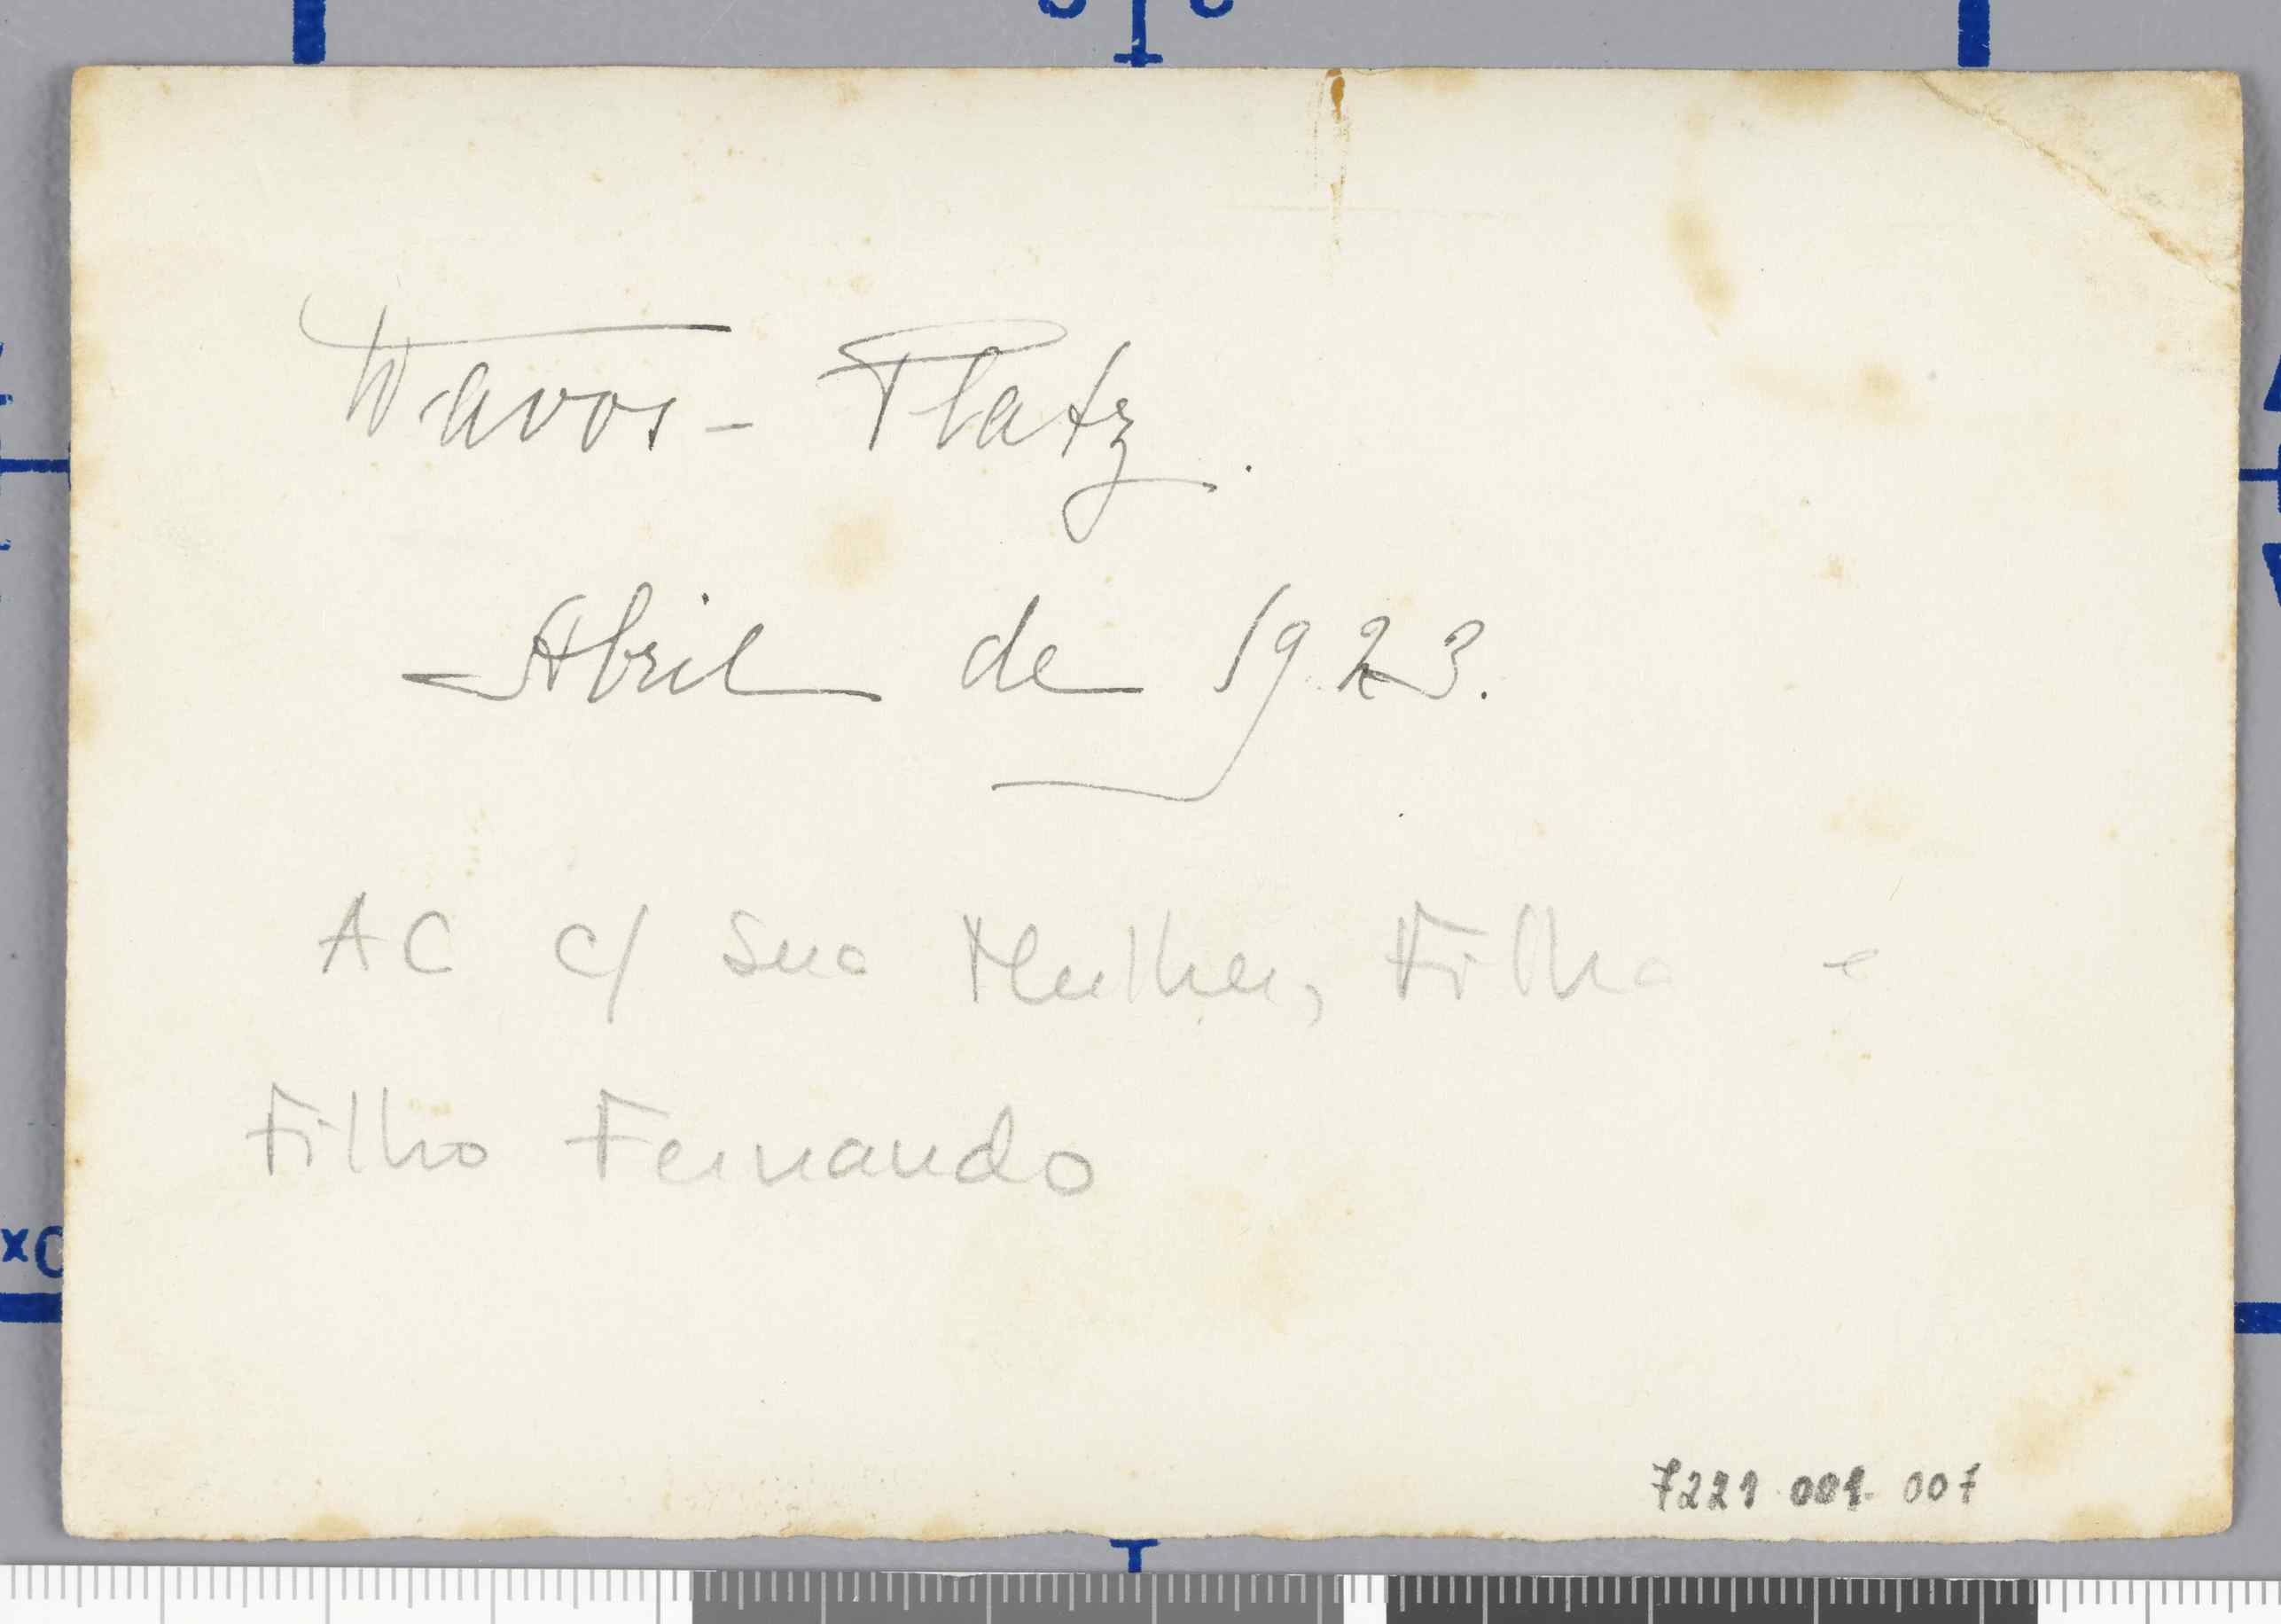 Davos - Platz.
Abril de 1923.
AC c/ Sua Mulher, Filha e
Filho Fernando
7221 001. 007